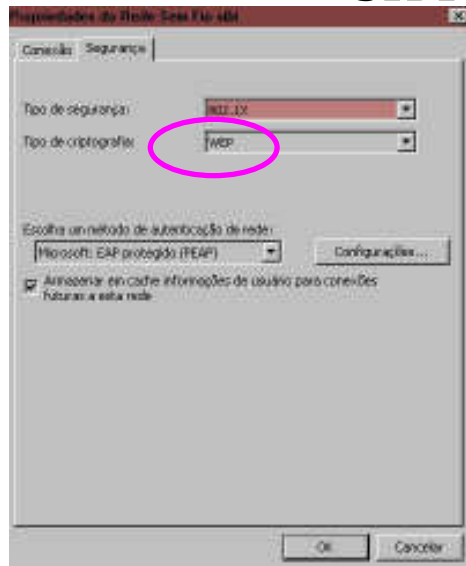 Propriedades do Rede Sem Fio
Conexão Segurança
Tipo de segurança: 802.1X
Tipo de criptografia: WEP
Escolha um método de autenticação de rede:
Microsoft: EAP protegido (PEAP) Configurações...
Armazenar em cache informações de usuário para conexões
futuras a esta rede
OK Cancelar